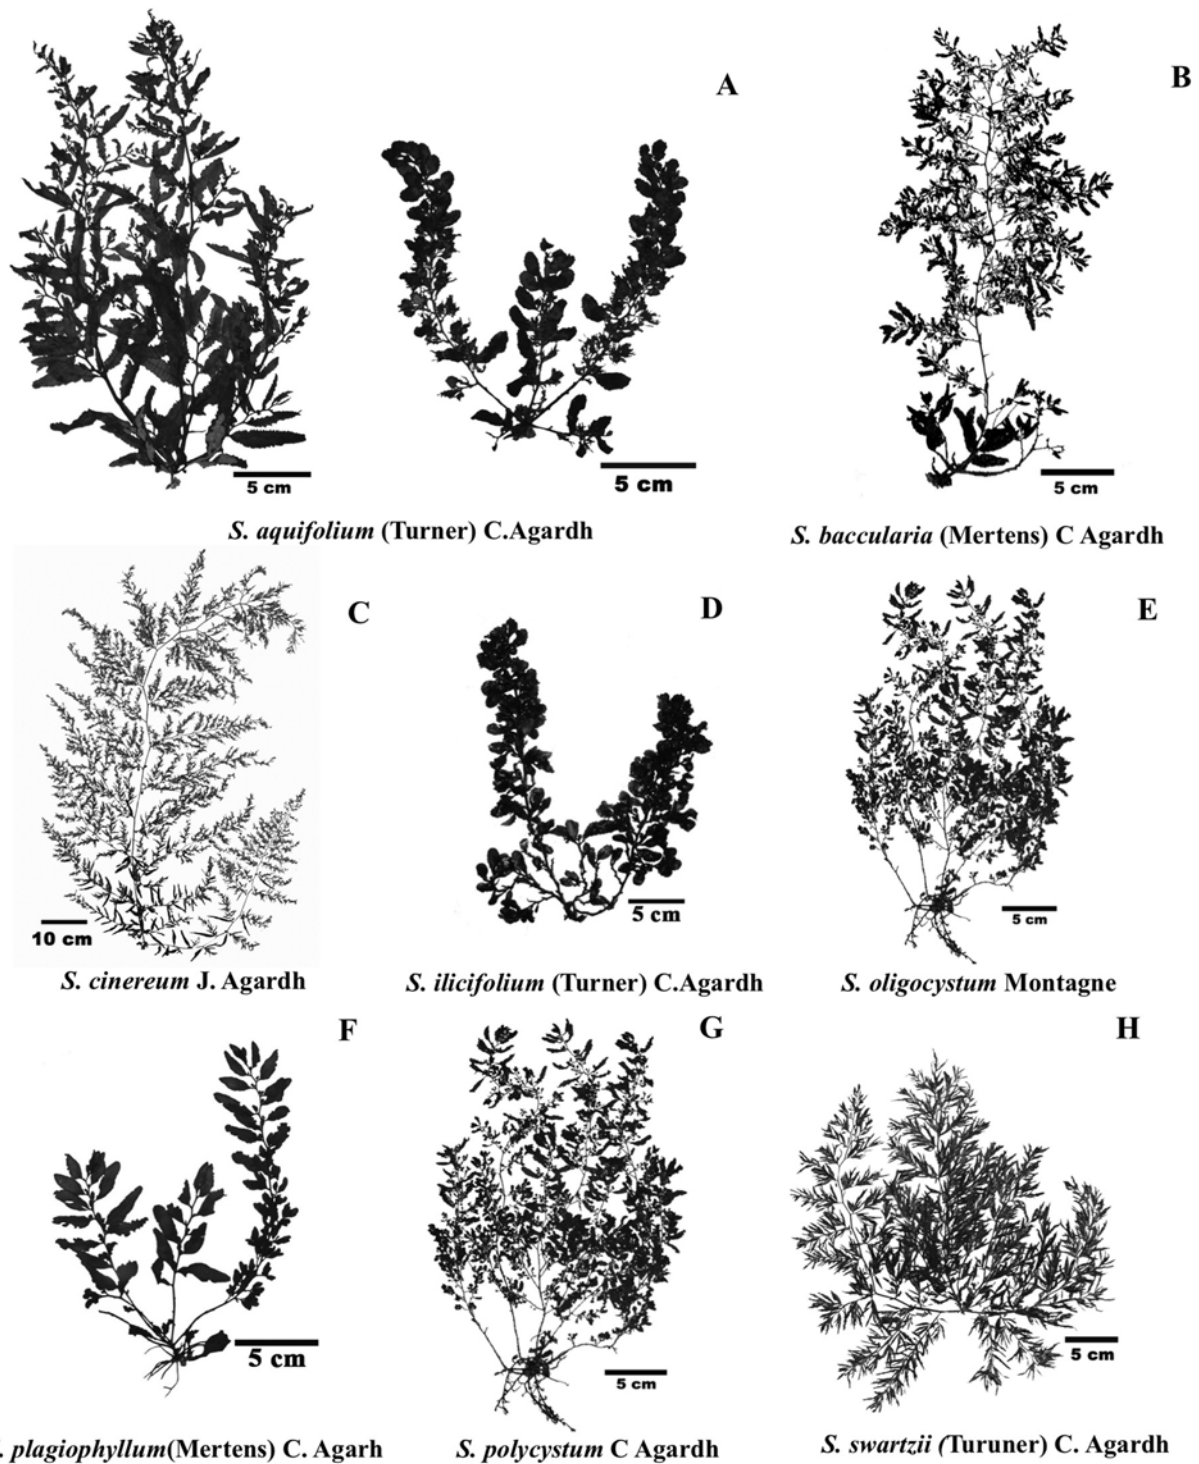 A
B
5 cm
5 cm
5 cm
S. aquifolium (Turner) C.Agardh
S. baccularia (Mertens) C Agardh
C
D
E
10 cm
5 cm
5 cm
S. cinereum J. Agardh
S. ilicifolium (Turner) C.Agardh
S. oligocystum Montagne
F
G
H
5 cm
5 cm
5 cm
. plagiophyllum(Mertens) C. Agarh
S. polycystum C Agardh
S. swartzii (Turuner) C. Agardh